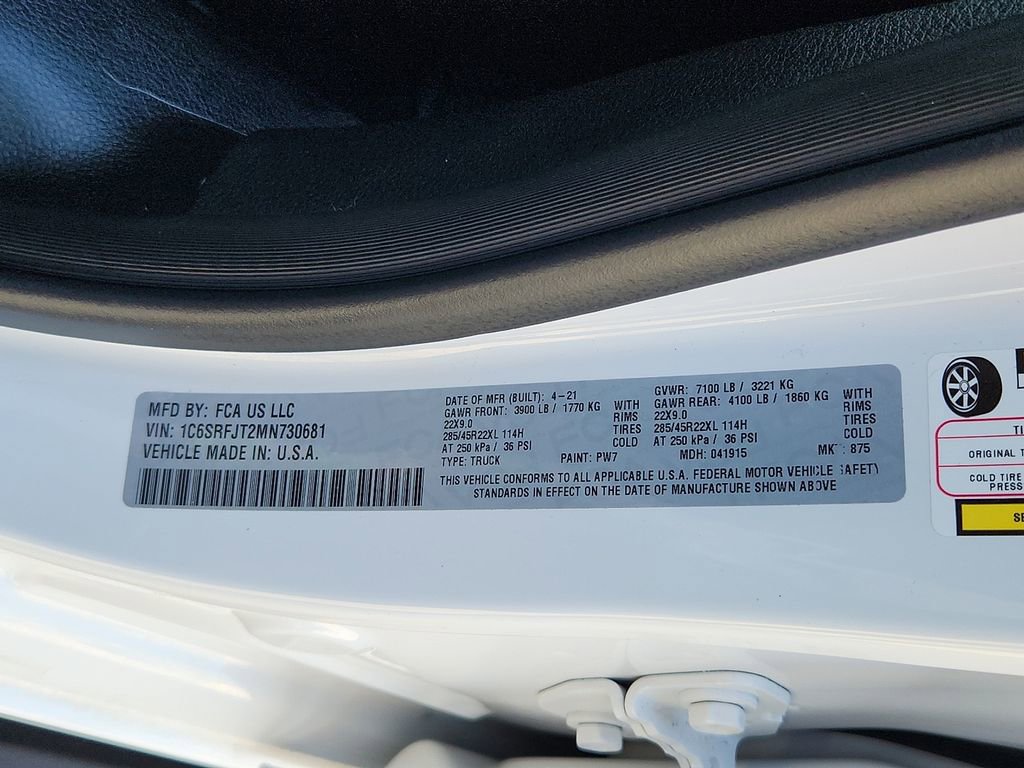 MFD BY: FCA US LLC
VIN: 1C6SRFJT2MN730681
VEHICLE MADE IN: U.S.A.
DATE OF MFR (BUILT): 4-21
GAWR FRONT: 3900 LB / 1770 KG WITH
22X9.0 RIMS
285/45R22XL 114H TIRES
AT 250 kPa / 36 PSI COLD
TYPE: TRUCK PAINT: PW7
GVWR: 7100 LB / 3221 KG
GAWR REAR: 4100 LB / 1860 KG WITH
22X9.0 RIMS
285/45R22XL 114H TIRES
AT 250 kPa / 36 PSI COLD
MDH: 041915 875
THIS VEHICLE CONFORMS TO ALL APPLICABLE U.S.A. FEDERAL MOTOR VEHICLE SAFETY
STANDARDS IN EFFECT ON THE DATE OF MANUFACTURE SHOWN ABOVE
ORIGINAL
COLD TIRE